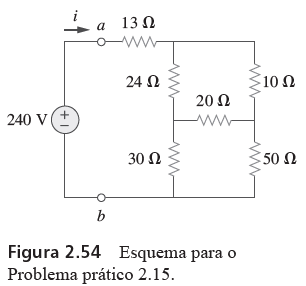 i
a 13 Ω
24 Ω
10 Ω
20 Ω
240 V
+
−
30 Ω
50 Ω
b
Figura 2.54 Esquema para o
Problema prático 2.15.